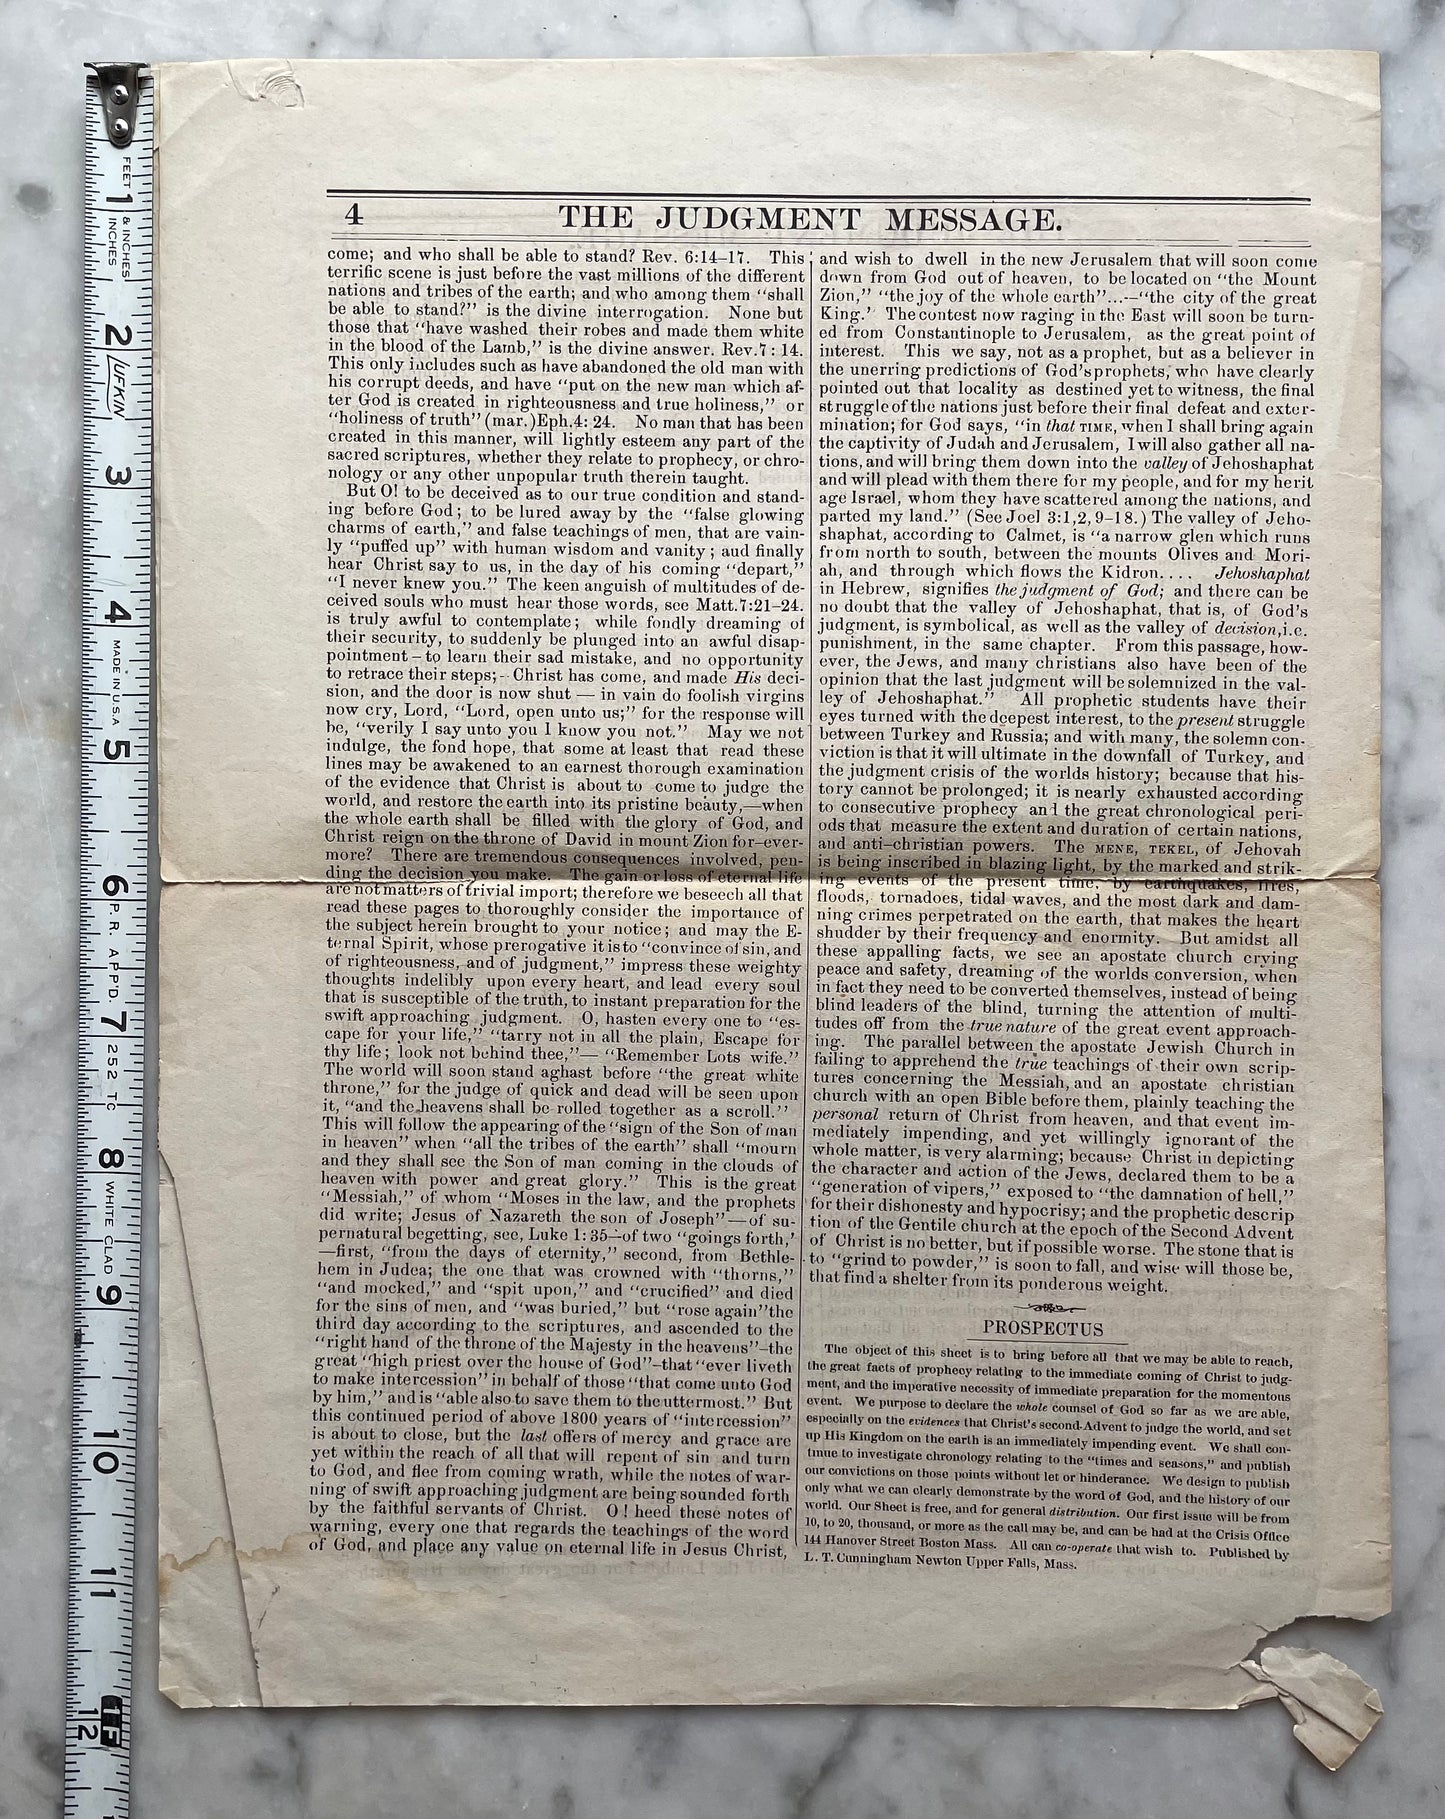 4
THE JUDGMENT MESSAGE.
come; and who shall be able to stand? Rev. 6:14–17. This
terrific scene is just before the vast millions of the different
nations and tribes of the earth; and who among them “shall
be able to stand?” is the divine interrogation. None but
those that “have washed their robes and made them white
in the blood of the Lamb,” is the divine answer. Rev.7: 14.
This only includes such as have abandoned the old man with
his corrupt deeds, and have “put on the new man which af-
ter God is created in righteousness and true holiness,” or
“holiness of truth” (mar.)Eph.4: 24. No man that has been
created in this manner, will lightly esteem any part of the
sacred scriptures, whether they relate to prophecy, or chro-
nology or any other unpopular truth therein taught.
But O! to be deceived as to our true condition and stand-
ing before God; to be lured away by the “false glowing
charms of earth,” and false teachings of men, that are vain-
ly “puffed up” with human wisdom and vanity; aud finally
hear Christ say to us, in the day of his coming “depart,”
“I never knew you.” The keen anguish of multitudes of de-
ceived souls who must hear those words, see Matt.7:21–24.
is truly awful to contemplate; while fondly dreaming of
their security, to suddenly be plunged into an awful disap-
pointment – to learn their sad mistake, and no opportunity
to retrace their steps; - Christ has come, and made His deci-
sion, and the door is now shut — in vain do foolish virgins
now cry, Lord, “Lord, open unto us;” for the response will
be, “verily I say unto you I know you not.” May we not
indulge, the fond hope, that some at least that read these
lines may be awakened to an earnest thorough examination
of the evidence that Christ is about to come to judge the
world, and restore the earth into its pristine beauty,—when
the whole earth shall be filled with the glory of God, and
Christ reign on the throne of David in mount Zion for–ever-
more? There are tremendous consequences involved, pen-
ding the decision you make. The gain or loss of eternal life
are not matters of trivial import; therefore we beseech all that
read these pages to thoroughly consider the importance of
the subject herein brought to your notice; and may the E-
ternal Spirit, whose prerogative it is to “convince of sin, and
of righteousness, and of judgment,” impress these weighty
thoughts indelibly upon every heart, and lead every soul
that is susceptible of the truth, to instant preparation for the
swift approaching judgment. O, hasten every one to “es-
cape for your life,” “tarry not in all the plain, Escape for
thy life; look not behind thee,”— “Remember Lots wife.”
The world will soon stand aghast before “the great white
throne,” for the judge of quick and dead will be seen upon
it, “and the heavens shall be rolled together as a scroll.”
This will follow the appearing of the “sign of the Son of man
in heaven” when “all the tribes of the earth” shall “mourn
and they shall see the Son of man coming in the clouds of
heaven with power and great glory.” This is the great
“Messiah,” of whom “Moses in the law, and the prophets
did write; Jesus of Nazareth the son of Joseph”—of su-
pernatural begetting, see, Luke 1: 35—of two “goings forth,’
—first, “from the days of eternity,” second, from Bethle-
hem in Judea; the one that was crowned with “thorns,”
“and mocked,” and “spit upon,” and “crucified” and died
for the sins of men, and “was buried,” but “rose again”the
third day according to the scriptures, and ascended to the
“right hand of the throne of the Majesty in the heavens”–the
great “high priest over the house of God”–that “ever liveth
to make intercession” in behalf of those “that come unto God
by him,” and is “able also to save them to the uttermost.” But
this continued period of above 1800 years of “intercession”
is about to close, but the last offers of mercy and grace are
yet within the reach of all that will repent of sin and turn
to God, and flee from coming wrath, while the notes of war-
ning of swift approaching judgment are being sounded forth
by the faithful servants of Christ. O! heed these notes of
warning, every one that regards the teachings of the word
of God, and place any value on eternal life in Jesus Christ,
and wish to dwell in the new Jerusalem that will soon come
down from God out of heaven, to be located on “the Mount
Zion,” “the joy of the whole earth”...--“the city of the great
King.’ The contest now raging in the East will soon be turn-
ed from Constantinople to Jerusalem, as the great point of
interest. This we say, not as a prophet, but as a believer in
the unerring predictions of God's prophets, who have clearly
pointed out that locality as destined yet to witness, the final
struggle of the nations just before their final defeat and exter-
mination; for God says, “in that TIME, when I shall bring again
the captivity of Judah and Jerusalem, I will also gather all na-
tions, and will bring them down into the valley of Jehoshaphat
and will plead with them there for my people, and for my herit
age Israel, whom they have scattered among the nations, and
parted my land.” (See Joel 3:1,2, 9–18.) The valley of Jeho-
shaphat, according to Calmet, is “a narrow glen which runs
from north to south, between the mounts Olives and Mori-
ah, and through which flows the Kidron.... Jehoshaphat
in Hebrew, signifies the judgment of God; and there can be
no doubt that the valley of Jehoshaphat, that is, of God's
judgment, is symbolical, as well as the valley of decision, i.e.
punishment, in the same chapter. From this passage, how-
ever, the Jews, and many christians also have been of the
opinion that the last judgment will be solemnized in the val-
ley of Jehoshaphat.” All prophetic students have their
eyes turned with the deepest interest, to the present struggle
between Turkey and Russia; and with many, the solemn con-
viction is that it will ultimate in the downfall of Turkey, and
the judgment crisis of the worlds history; because that his-
tory cannot be prolonged; it is nearly exhausted according
to consecutive prophecy and the great chronological peri-
ods that measure the extent and duration of certain nations,
and anti–christian powers. The MENE, TEKEL, of Jehovah
is being inscribed in blazing light, by the marked and strik-
ing events of the present time, by earthquakes, fires,
floods, tornadoes, tidal waves, and the most dark and dam-
ning crimes perpetrated on the earth, that makes the heart
shudder by their frequency and enormity. But amidst all
these appalling facts, we see an apostate church crying
peace and safety, dreaming of the worlds conversion, when
in fact they need to be converted themselves, instead of being
blind leaders of the blind, turning the attention of multi-
tudes off from the true nature of the great event approach-
ing. The parallel between the apostate Jewish Church in
failing to apprehend the true teachings of their own scrip-
tures concerning the Messiah, and an apostate christian
church with an open Bible before them, plainly teaching the
personal return of Christ from heaven, and that event im-
mediately impending, and yet willingly ignorant of the
whole matter, is very alarming; because Christ in depicting
the character and action of the Jews, declared them to be a
“generation of vipers,” exposed to “the damnation of hell,”
for their dishonesty and hypocrisy; and the prophetic descrip
tion of the Gentile church at the epoch of the Second Advent
of Christ is no better, but if possible worse. The stone that is
to “grind to powder,” is soon to fall, and wise will those be,
that find a shelter from its ponderous weight.
PROSPECTUS
The object of this sheet is to bring before all that we may be able to reach,
the great facts of prophecy relating to the immediate coming of Christ to judg-
ment, and the imperative necessity of immediate preparation for the momentous
event. We purpose to declare the whole counsel of God so far as we are able,
especially on the evidences that Christ's second-Advent to judge the world, and set
up His Kingdom on the earth is an immediately impending event. We shall con-
tinue to investigate chronology relating to the “times and seasons,” and publish
our convictions on those points without let or hinderance. We design to publish
only what we can clearly demonstrate by the word of God, and the history of our
world. Our Sheet is free, and for general distribution. Our first issue will be from
10, to 20, thousand, or more as the call may be, and can be had at the Crisis Office
144 Hanover Street Boston Mass. All can co-operate that wish to. Published by
L. T. Cunningham Newton Upper Falls, Mass.
FEET & INCHES
INCHES
1
2
LUFKIN
3
4
MADE IN U.S.A
5
6
P.R. APP'D.
7
252 TC
8
WHITE CLAD
9
10
11
1F
12